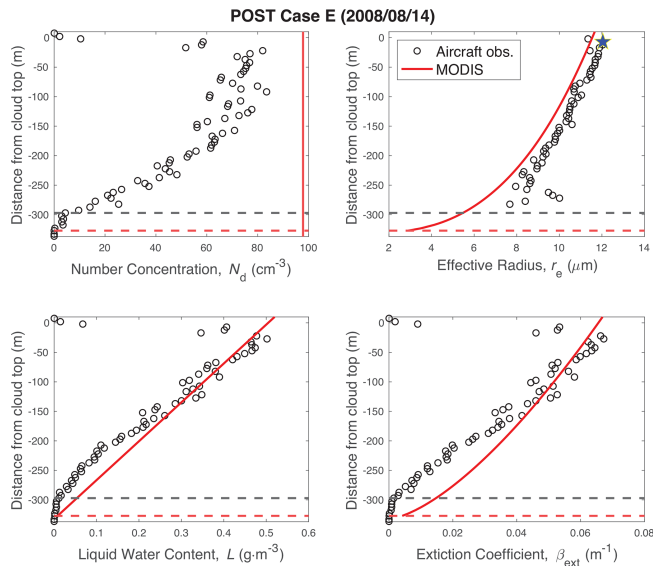 POST Case E (2008/08/14)
0
-50
-100
-150
-200
-250
-300
0 20 40 60 80 100
Distance from cloud top (m)
Number Concentration, N_d (cm⁻³)
Aircraft obs.
MODIS
0
-50
-100
-150
-200
-250
-300
2 4 6 8 10 12 14
Distance from cloud top (m)
Effective Radius, r_e (μm)
0
-50
-100
-150
-200
-250
-300
0 0.1 0.2 0.3 0.4 0.5 0.6
Distance from cloud top (m)
Liquid Water Content, L (g·m⁻³)
0
-50
-100
-150
-200
-250
-300
0 0.02 0.04 0.06 0.08
Distance from cloud top (m)
Extiction Coefficient, β_ext (m⁻¹)